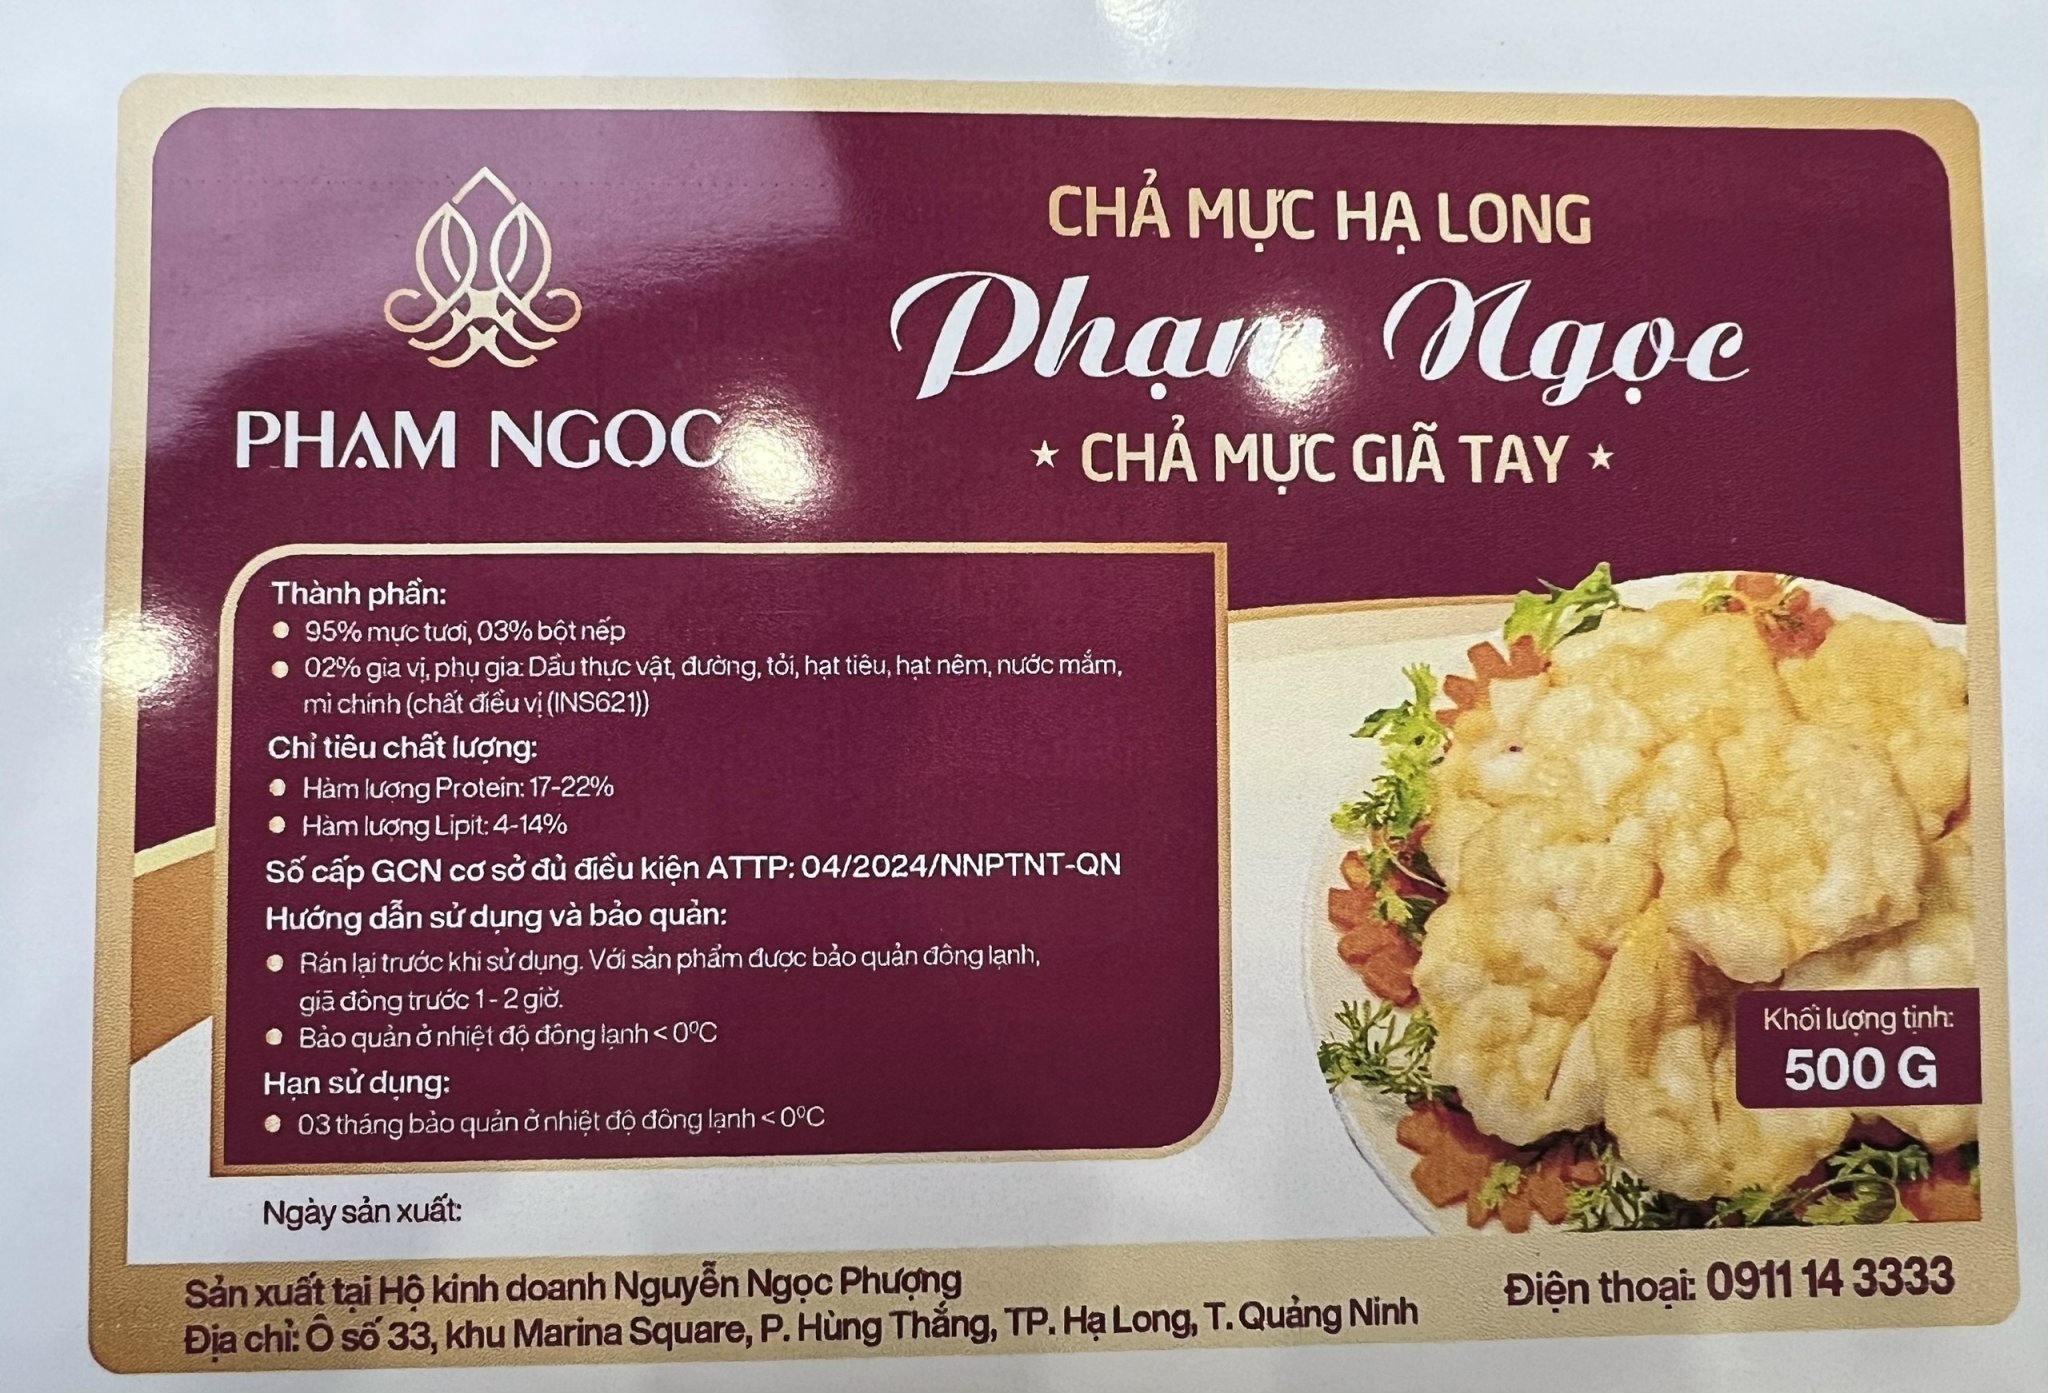 PHẠM NGỌC
CHẢ MỰC HẠ LONG
Phạm Ngọc
★ CHẢ MỰC GIÃ TAY ★
Thành phần:
• 95% mực tươi, 03% bột nếp
• 02% gia vị, phụ gia: Dầu thực vật, đường, tỏi, hạt tiêu, hạt nêm, nước mắm,
mì chính (chất điều vị (INS621))
Chỉ tiêu chất lượng:
• Hàm lượng Protein: 17-22%
• Hàm lượng Lipit: 4-14%
Số cấp GCN cơ sở đủ điều kiện ATTP: 04/2024/NNPTNT-QN
Hướng dẫn sử dụng và bảo quản:
• Rán lại trước khi sử dụng. Với sản phẩm được bảo quản đông lạnh,
giã đông trước 1 - 2 giờ.
• Bảo quản ở nhiệt độ đông lạnh < 0⁰C
Hạn sử dụng:
• 03 tháng bảo quản ở nhiệt độ đông lạnh < 0⁰C
Khối lượng tịnh:
500 G
Ngày sản xuất:
Sản xuất tại Hộ kinh doanh Nguyễn Ngọc Phượng
Địa chỉ: Ô số 33, khu Marina Square, P. Hùng Thắng, TP. Hạ Long, T. Quảng Ninh
Điện thoại: 0911 14 3333